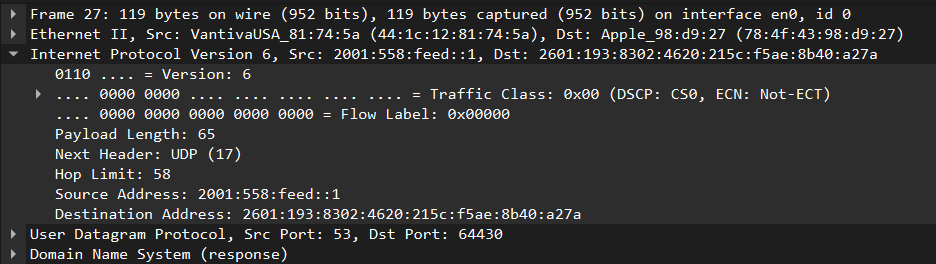 Frame 27: 119 bytes on wire (952 bits), 119 bytes captured (952 bits) on interface en0, id 0
Ethernet II, Src: VantivaUSA_81:74:5a (44:1c:12:81:74:5a), Dst: Apple_98:d9:27 (78:4f:43:98:d9:27)
Internet Protocol Version 6, Src: 2001:558:feed::1, Dst: 2601:193:8302:4620:215c:f5ae:8b40:a27a
0110 .... = Version: 6
.... 0000 0000 .... .... .... .... .... = Traffic Class: 0x00 (DSCP: CS0, ECN: Not-ECT)
.... 0000 0000 0000 0000 0000 = Flow Label: 0x00000
Payload Length: 65
Next Header: UDP (17)
Hop Limit: 58
Source Address: 2001:558:feed::1
Destination Address: 2601:193:8302:4620:215c:f5ae:8b40:a27a
User Datagram Protocol, Src Port: 53, Dst Port: 64430
Domain Name System (response)